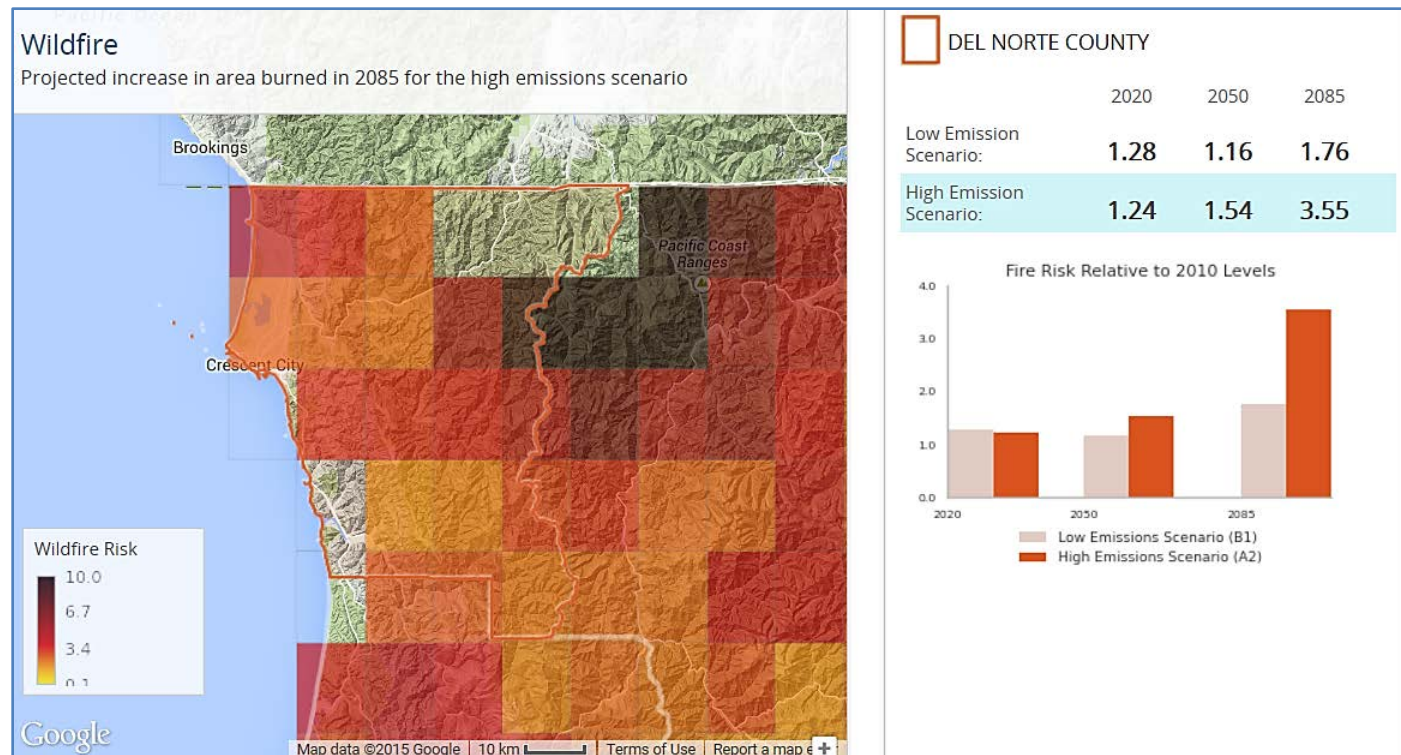 Wildfire
Projected increase in area burned in 2085 for the high emissions scenario
Brookings
Pacific Coast
Ranges
Crescent City
Wildfire Risk
10.0
6.7
3.4
0.1
Google
Map data ©2015 Google
10 km
Terms of Use
Report a map
DEL NORTE COUNTY
2020 2050 2085
Low Emission
Scenario: 1.28 1.16 1.76
High Emission
Scenario: 1.24 1.54 3.55
Fire Risk Relative to 2010 Levels
4.0
3.0
2.0
1.0
0.0
2020 2050 2085
Low Emissions Scenario (B1)
High Emissions Scenario (A2)